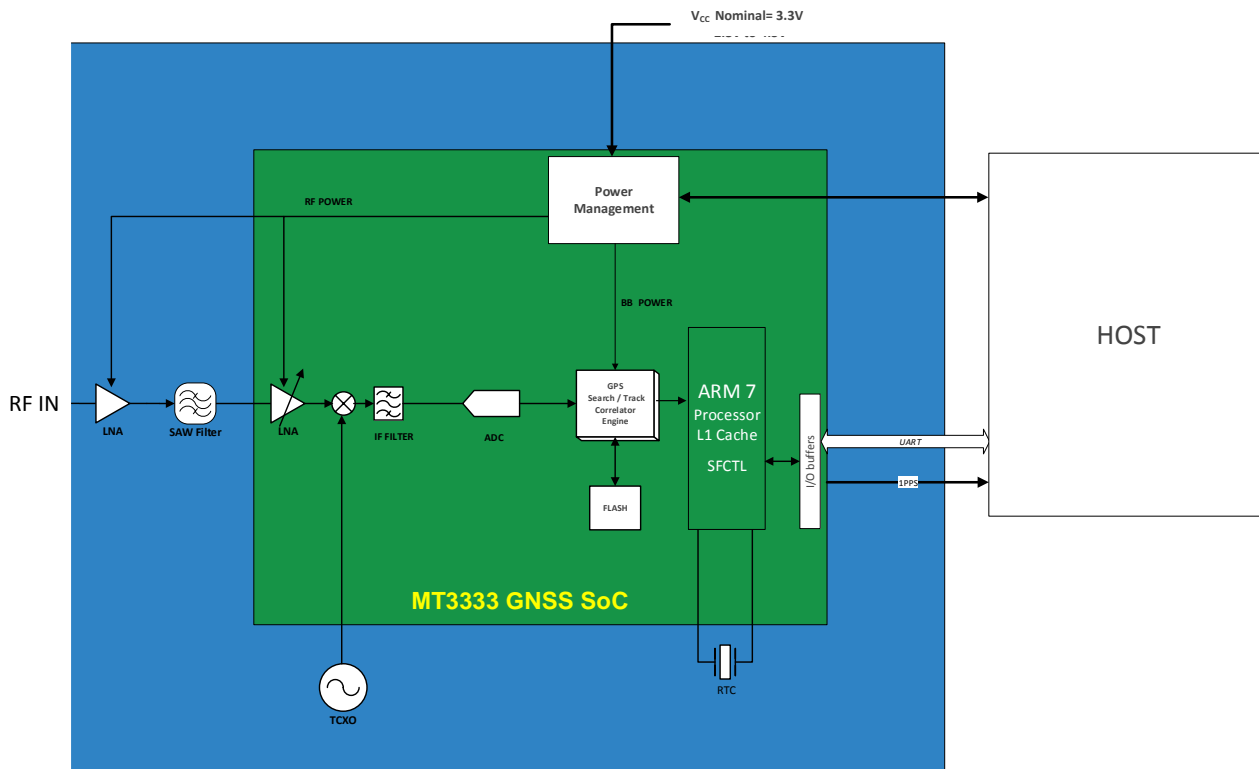 V_CC Nominal= 3.3V
Power
Management
RF POWER
BB POWER
HOST
RF IN
LNA
SAW Filter
LNA
IF FILTER
ADC
GPS
Search / Track
Correlator
Engine
ARM 7
Processor
L1 Cache
SFCTL
I/O buffers
UART
1PPS
FLASH
MT3333 GNSS SoC
RTC
TCXO